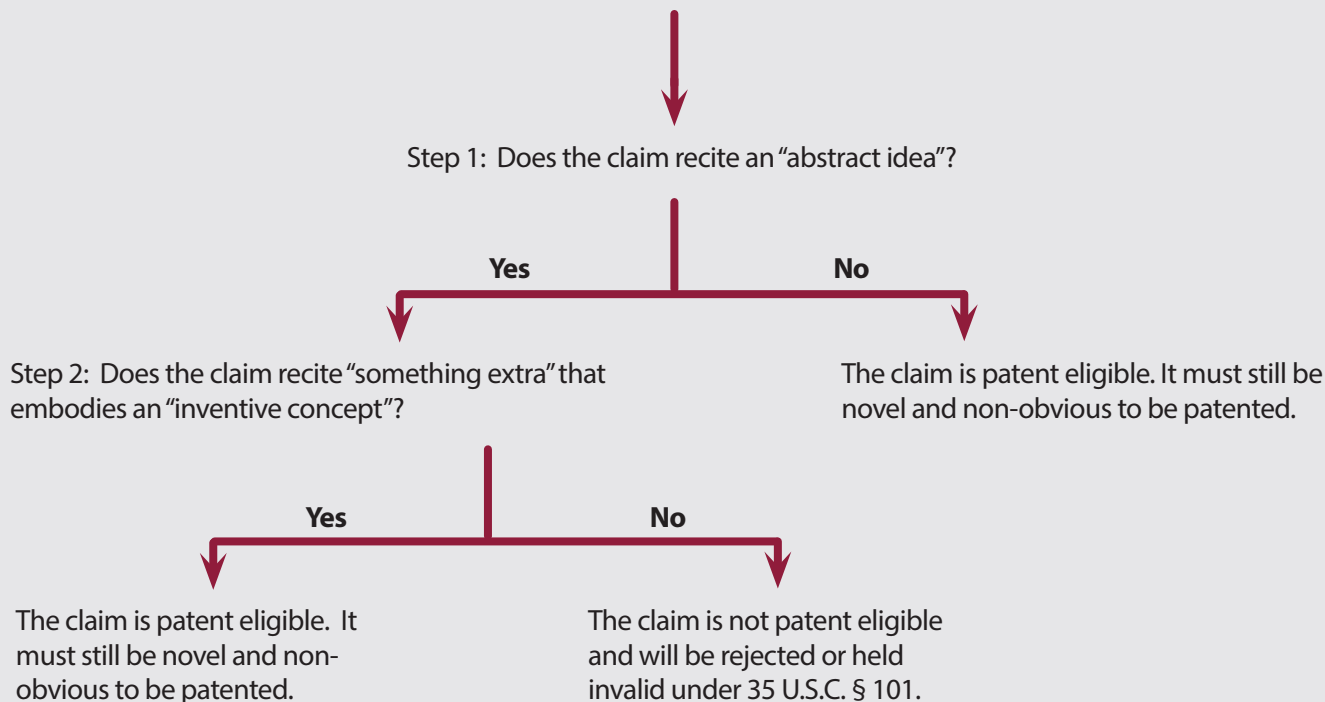 Step 1: Does the claim recite an “abstract idea”?
Yes
No
Step 2: Does the claim recite “something extra” that
embodies an “inventive concept”?
The claim is patent eligible. It must still be
novel and non-obvious to be patented.
Yes
No
The claim is patent eligible. It
must still be novel and non-
obvious to be patented.
The claim is not patent eligible
and will be rejected or held
invalid under 35 U.S.C. § 101.